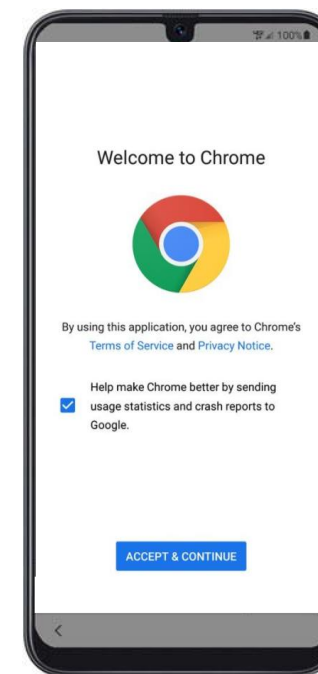 100%
Welcome to Chrome
By using this application, you agree to Chrome's
Terms of Service and Privacy Notice.
Help make Chrome better by sending
usage statistics and crash reports to
Google.
ACCEPT & CONTINUE